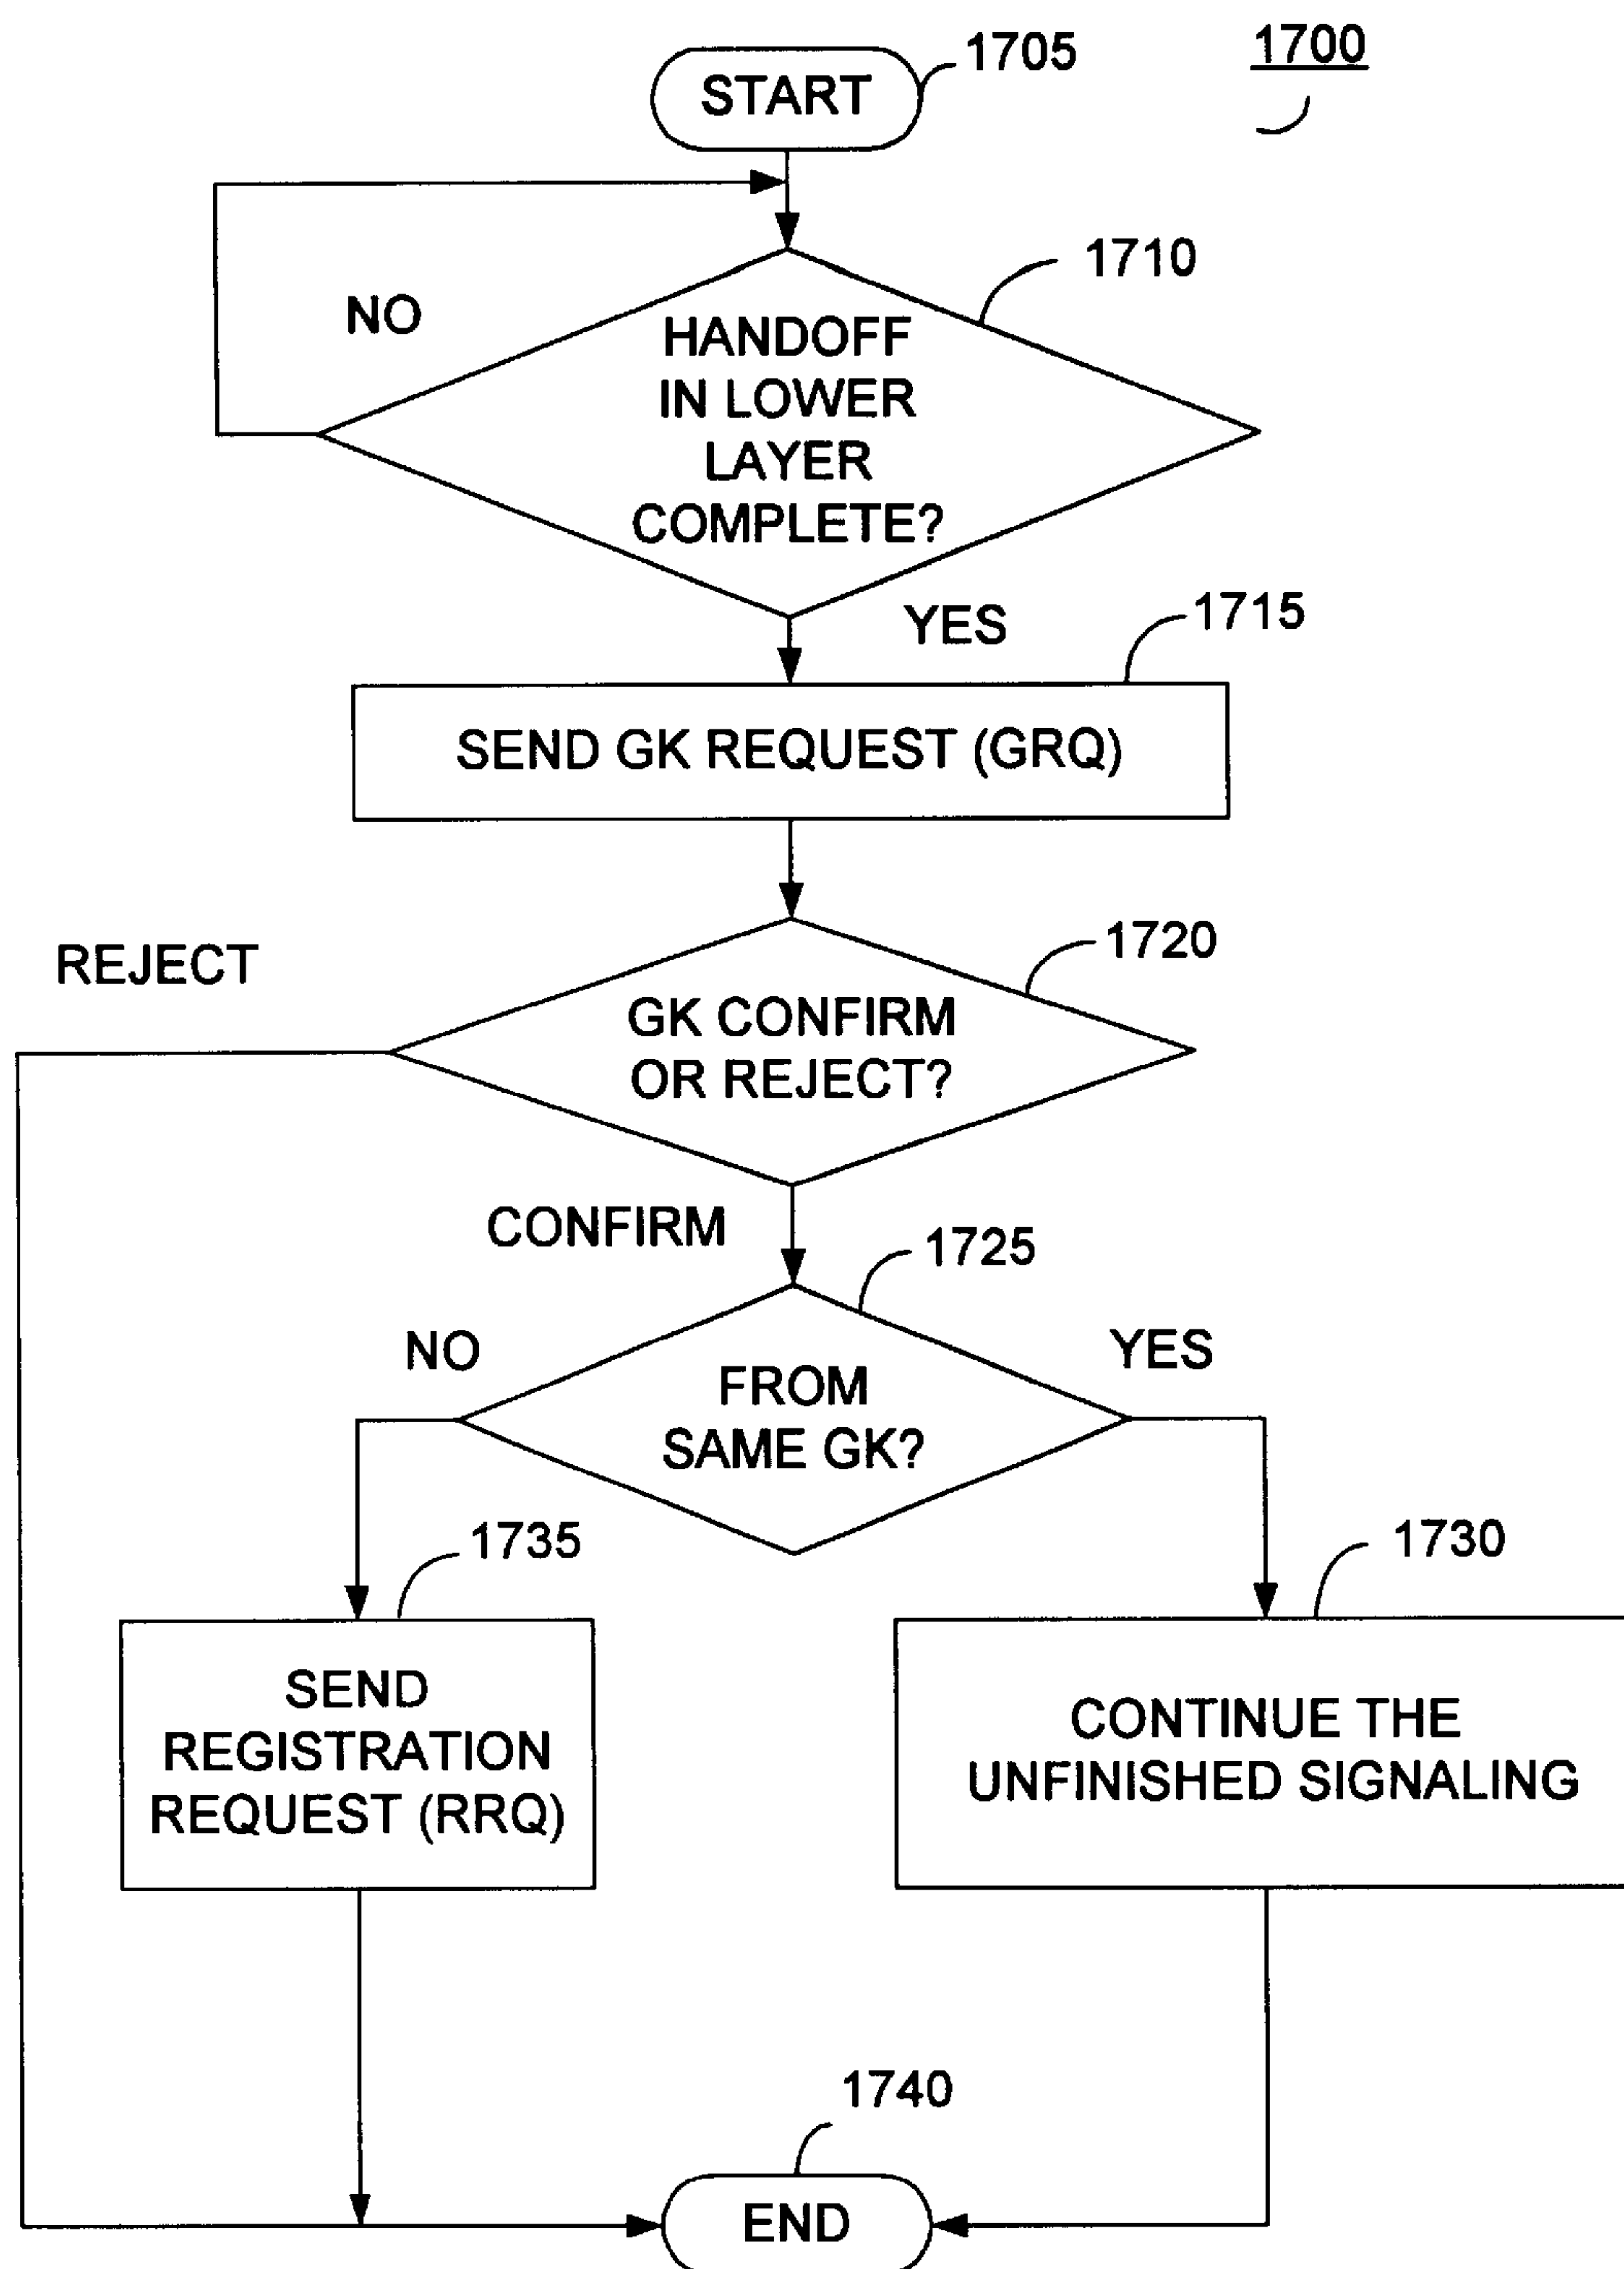 1705
1700
START
1710
NO
HANDOFF
IN LOWER
LAYER
COMPLETE?
YES
1715
SEND GK REQUEST (GRQ)
1720
REJECT
GK CONFIRM
OR REJECT?
CONFIRM
1725
NO
YES
FROM
SAME GK?
1735
1730
SEND
REGISTRATION
REQUEST (RRQ)
CONTINUE THE
UNFINISHED SIGNALING
1740
END